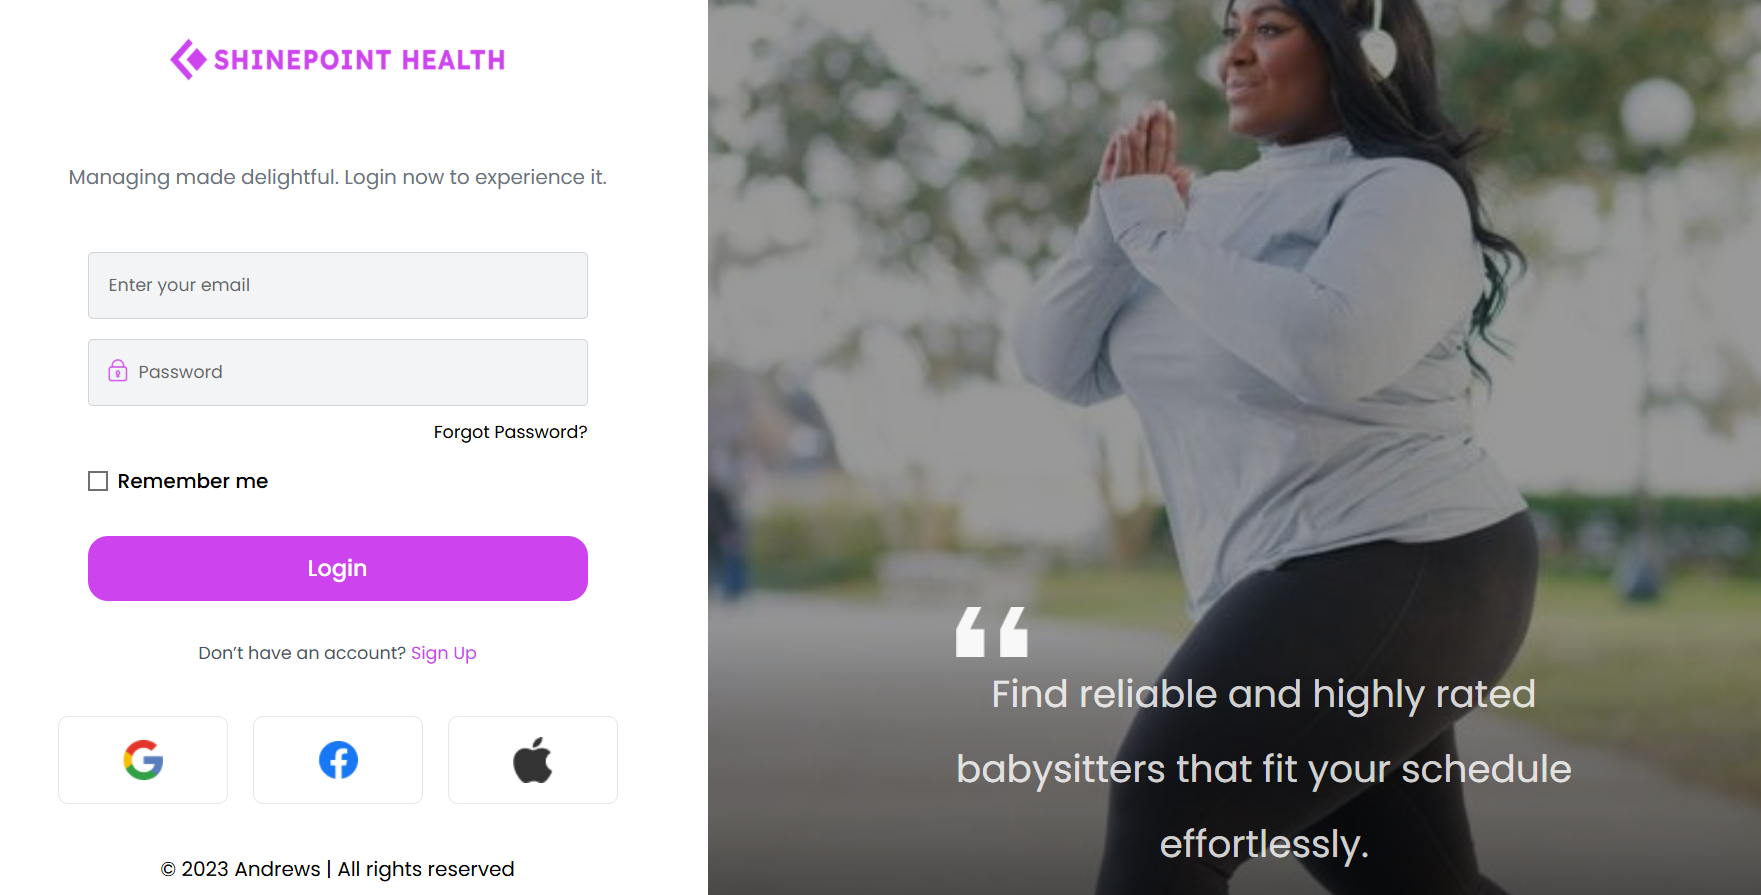 SHINEPOINT HEALTH
Managing made delightful. Login now to experience it.
Enter your email
Password
Forgot Password?
Remember me
Login
Don’t have an account? Sign Up
© 2023 Andrews | All rights reserved
“
Find reliable and highly rated
babysitters that fit your schedule
effortlessly.